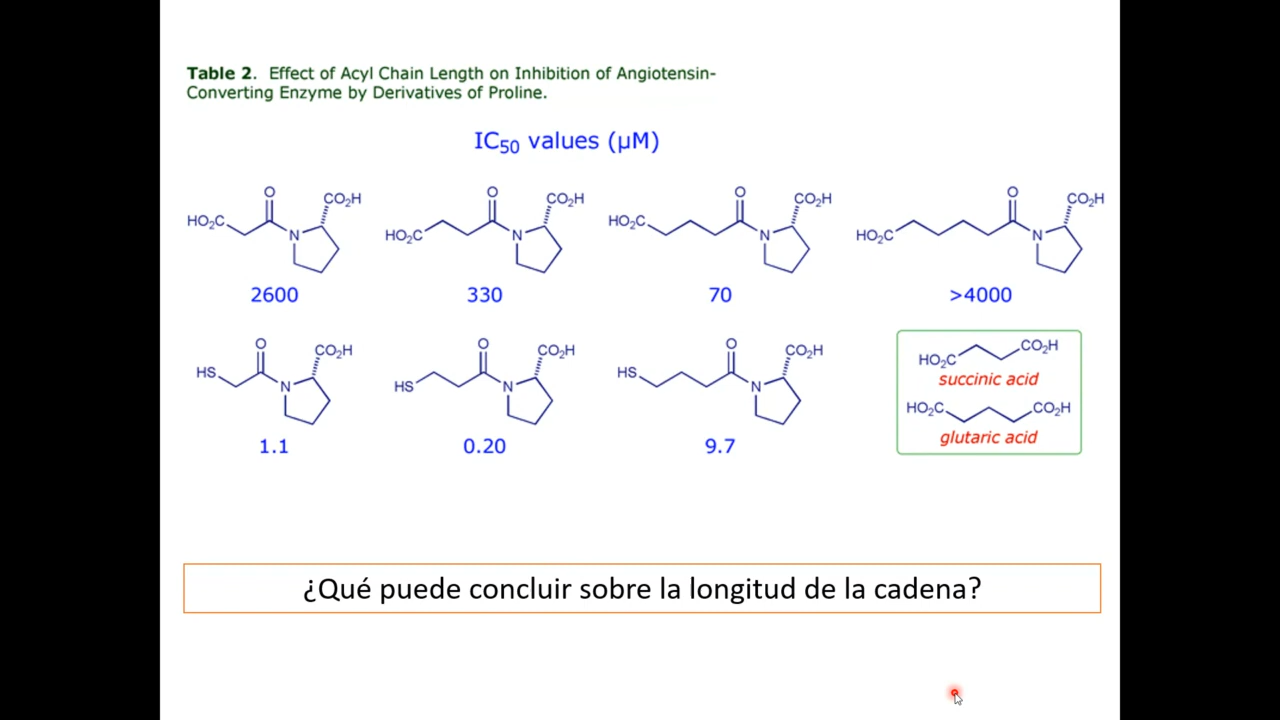 Table 2. Effect of Acyl Chain Length on Inhibition of Angiotensin-
Converting Enzyme by Derivatives of Proline.
IC50 values (µM)
O CO2H O CO2H O CO2H O CO2H
HO2C N HO2C N HO2C N HO2C N
2600 330 70 >4000
O CO2H O CO2H O CO2H
HS N HS N HS N
1.1 0.20 9.7
HO2C CO2H
succinic acid
HO2C CO2H
glutaric acid
¿Qué puede concluir sobre la longitud de la cadena?